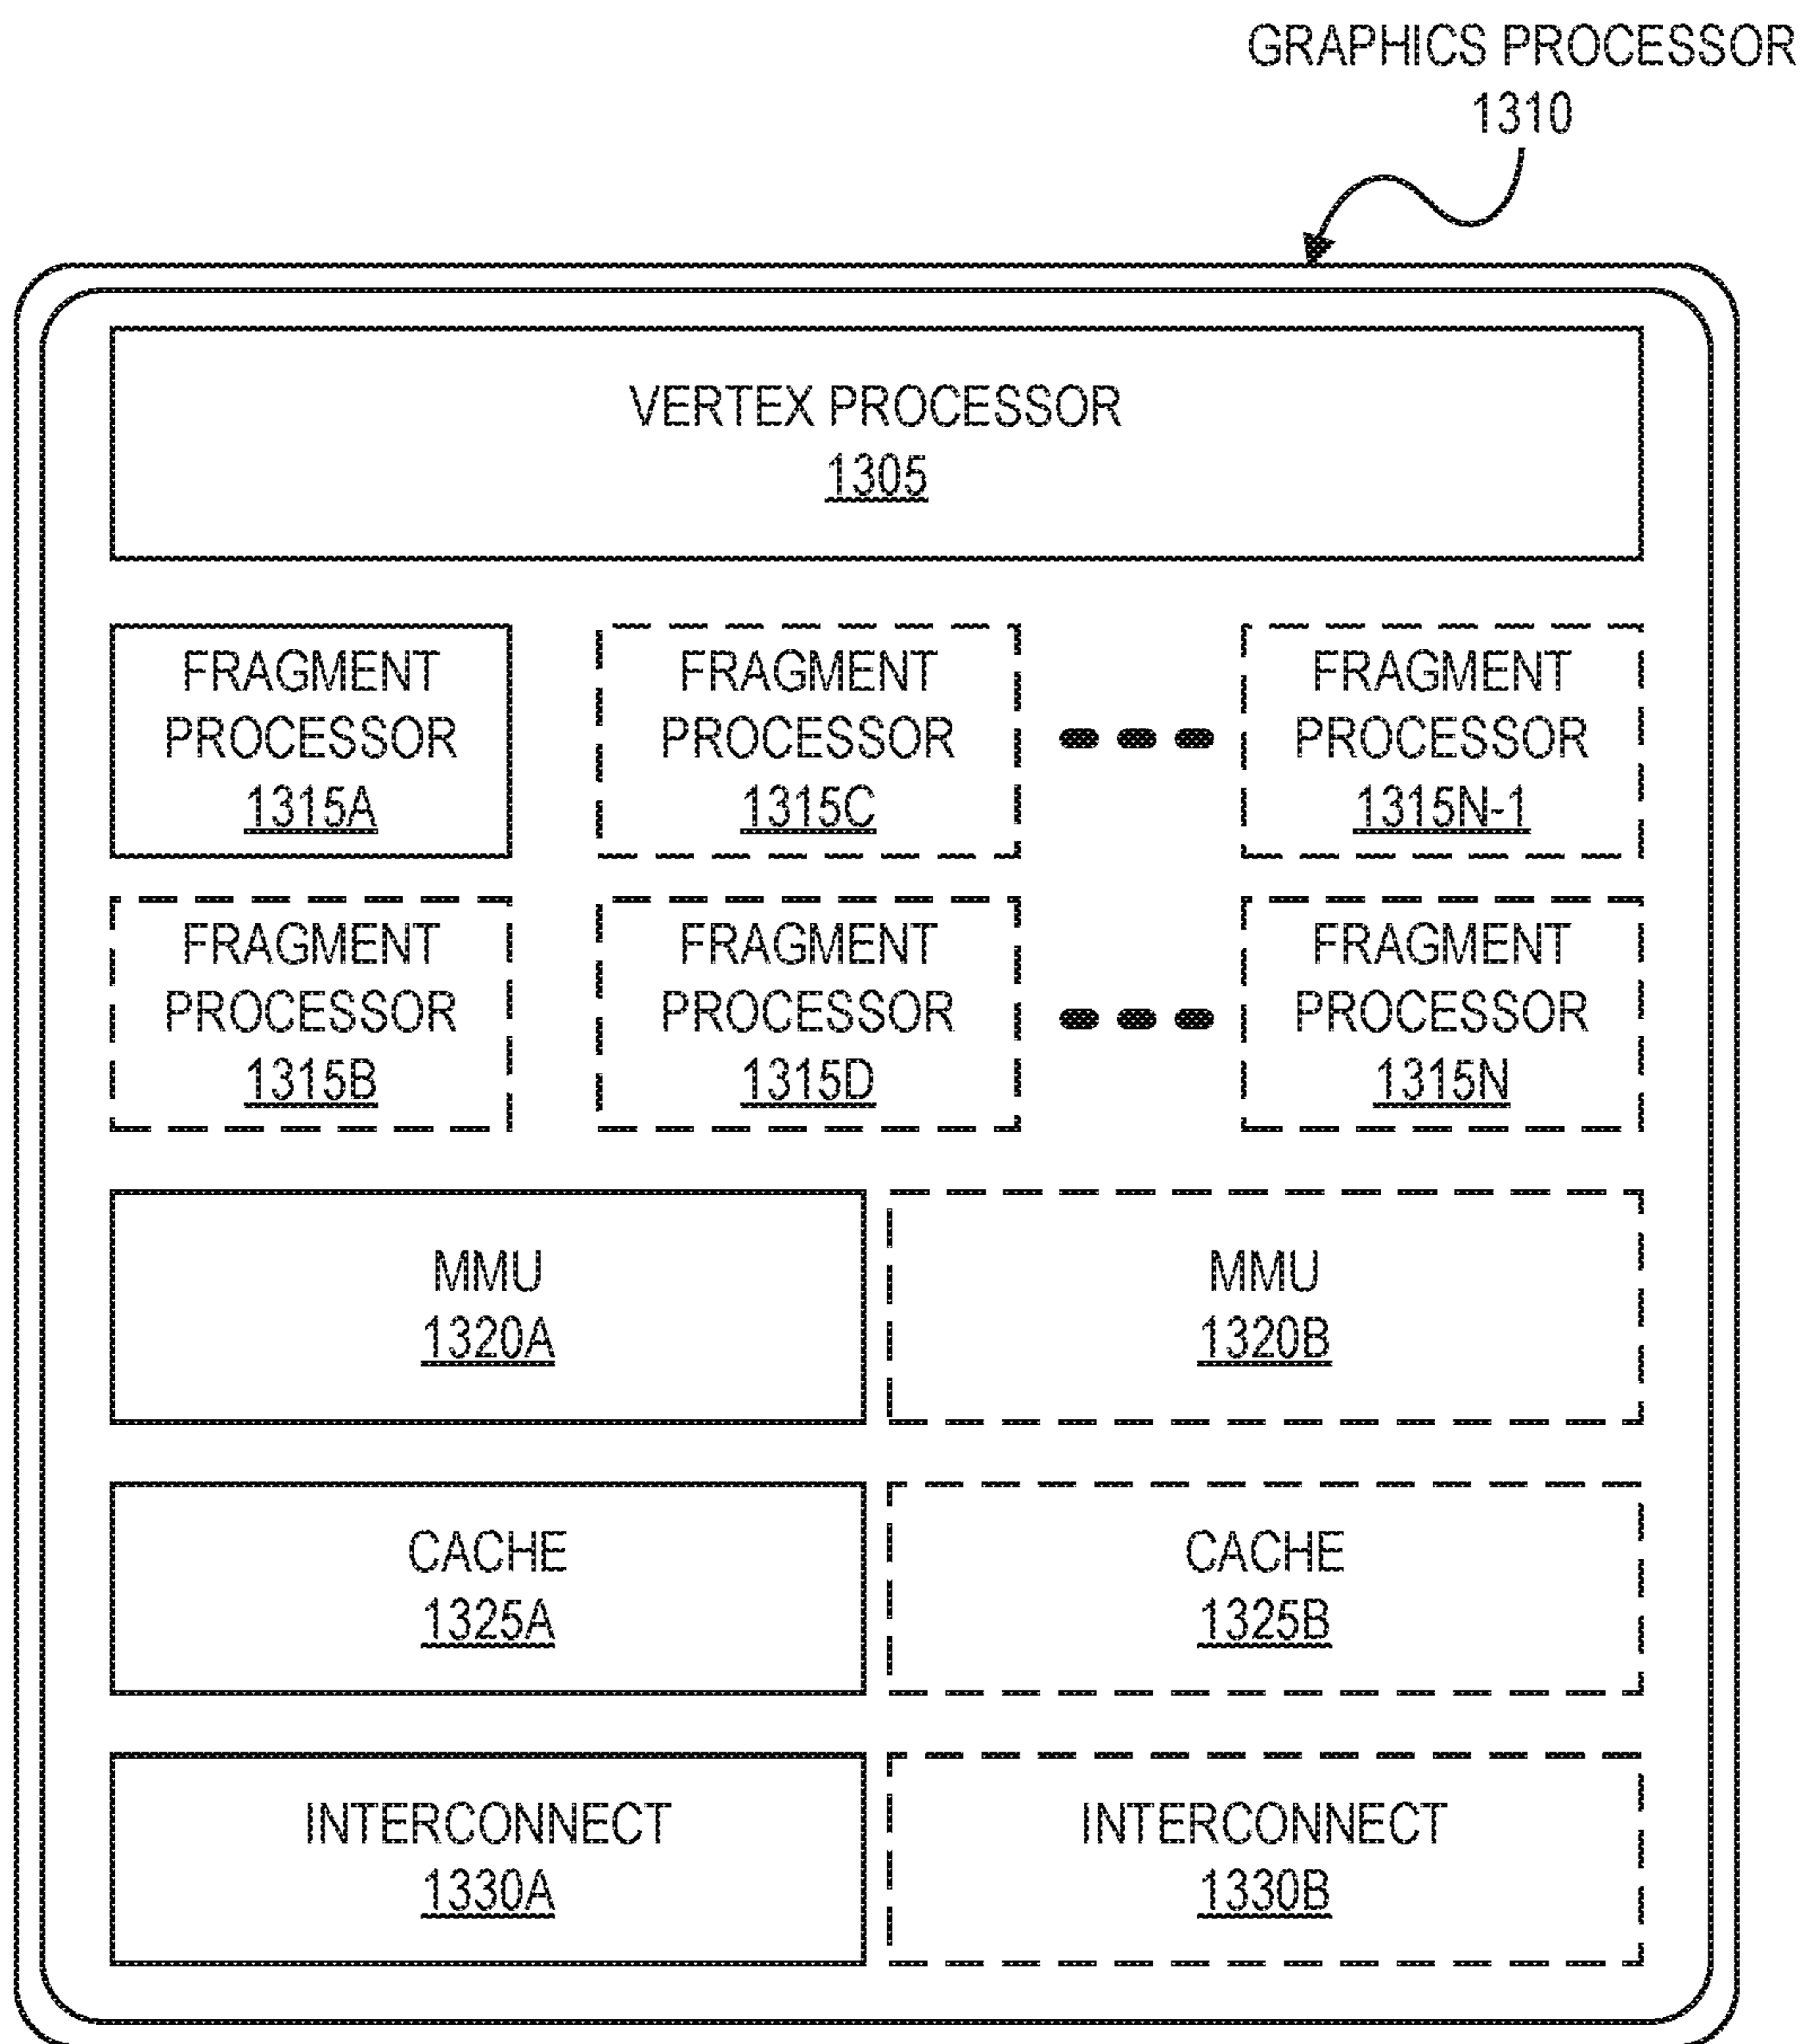 GRAPHICS PROCESSOR
1310
VERTEX PROCESSOR
1305
FRAGMENT
PROCESSOR
1315A
FRAGMENT
PROCESSOR
1315C
FRAGMENT
PROCESSOR
1315N-1
FRAGMENT
PROCESSOR
1315B
FRAGMENT
PROCESSOR
1315D
FRAGMENT
PROCESSOR
1315N
MMU
1320A
MMU
1320B
CACHE
1325A
CACHE
1325B
INTERCONNECT
1330A
INTERCONNECT
1330B